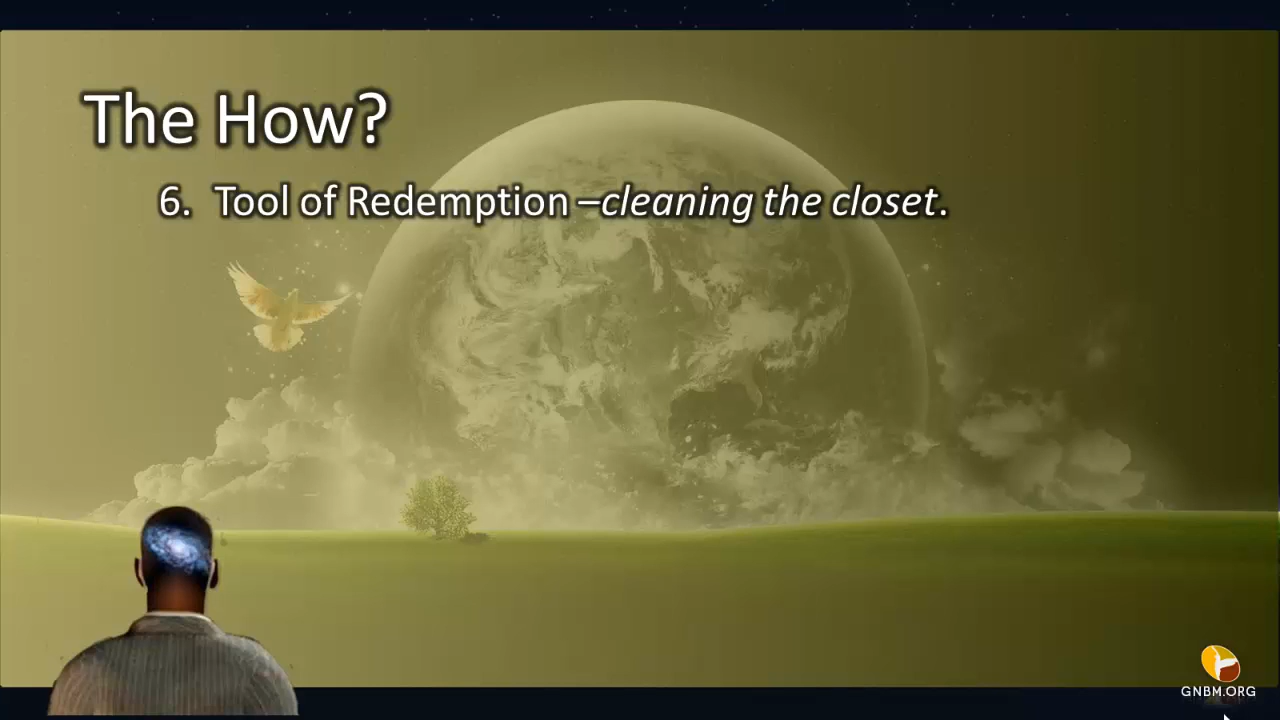 The How?
6. Tool of Redemption –cleaning the closet.
GNBM.ORG